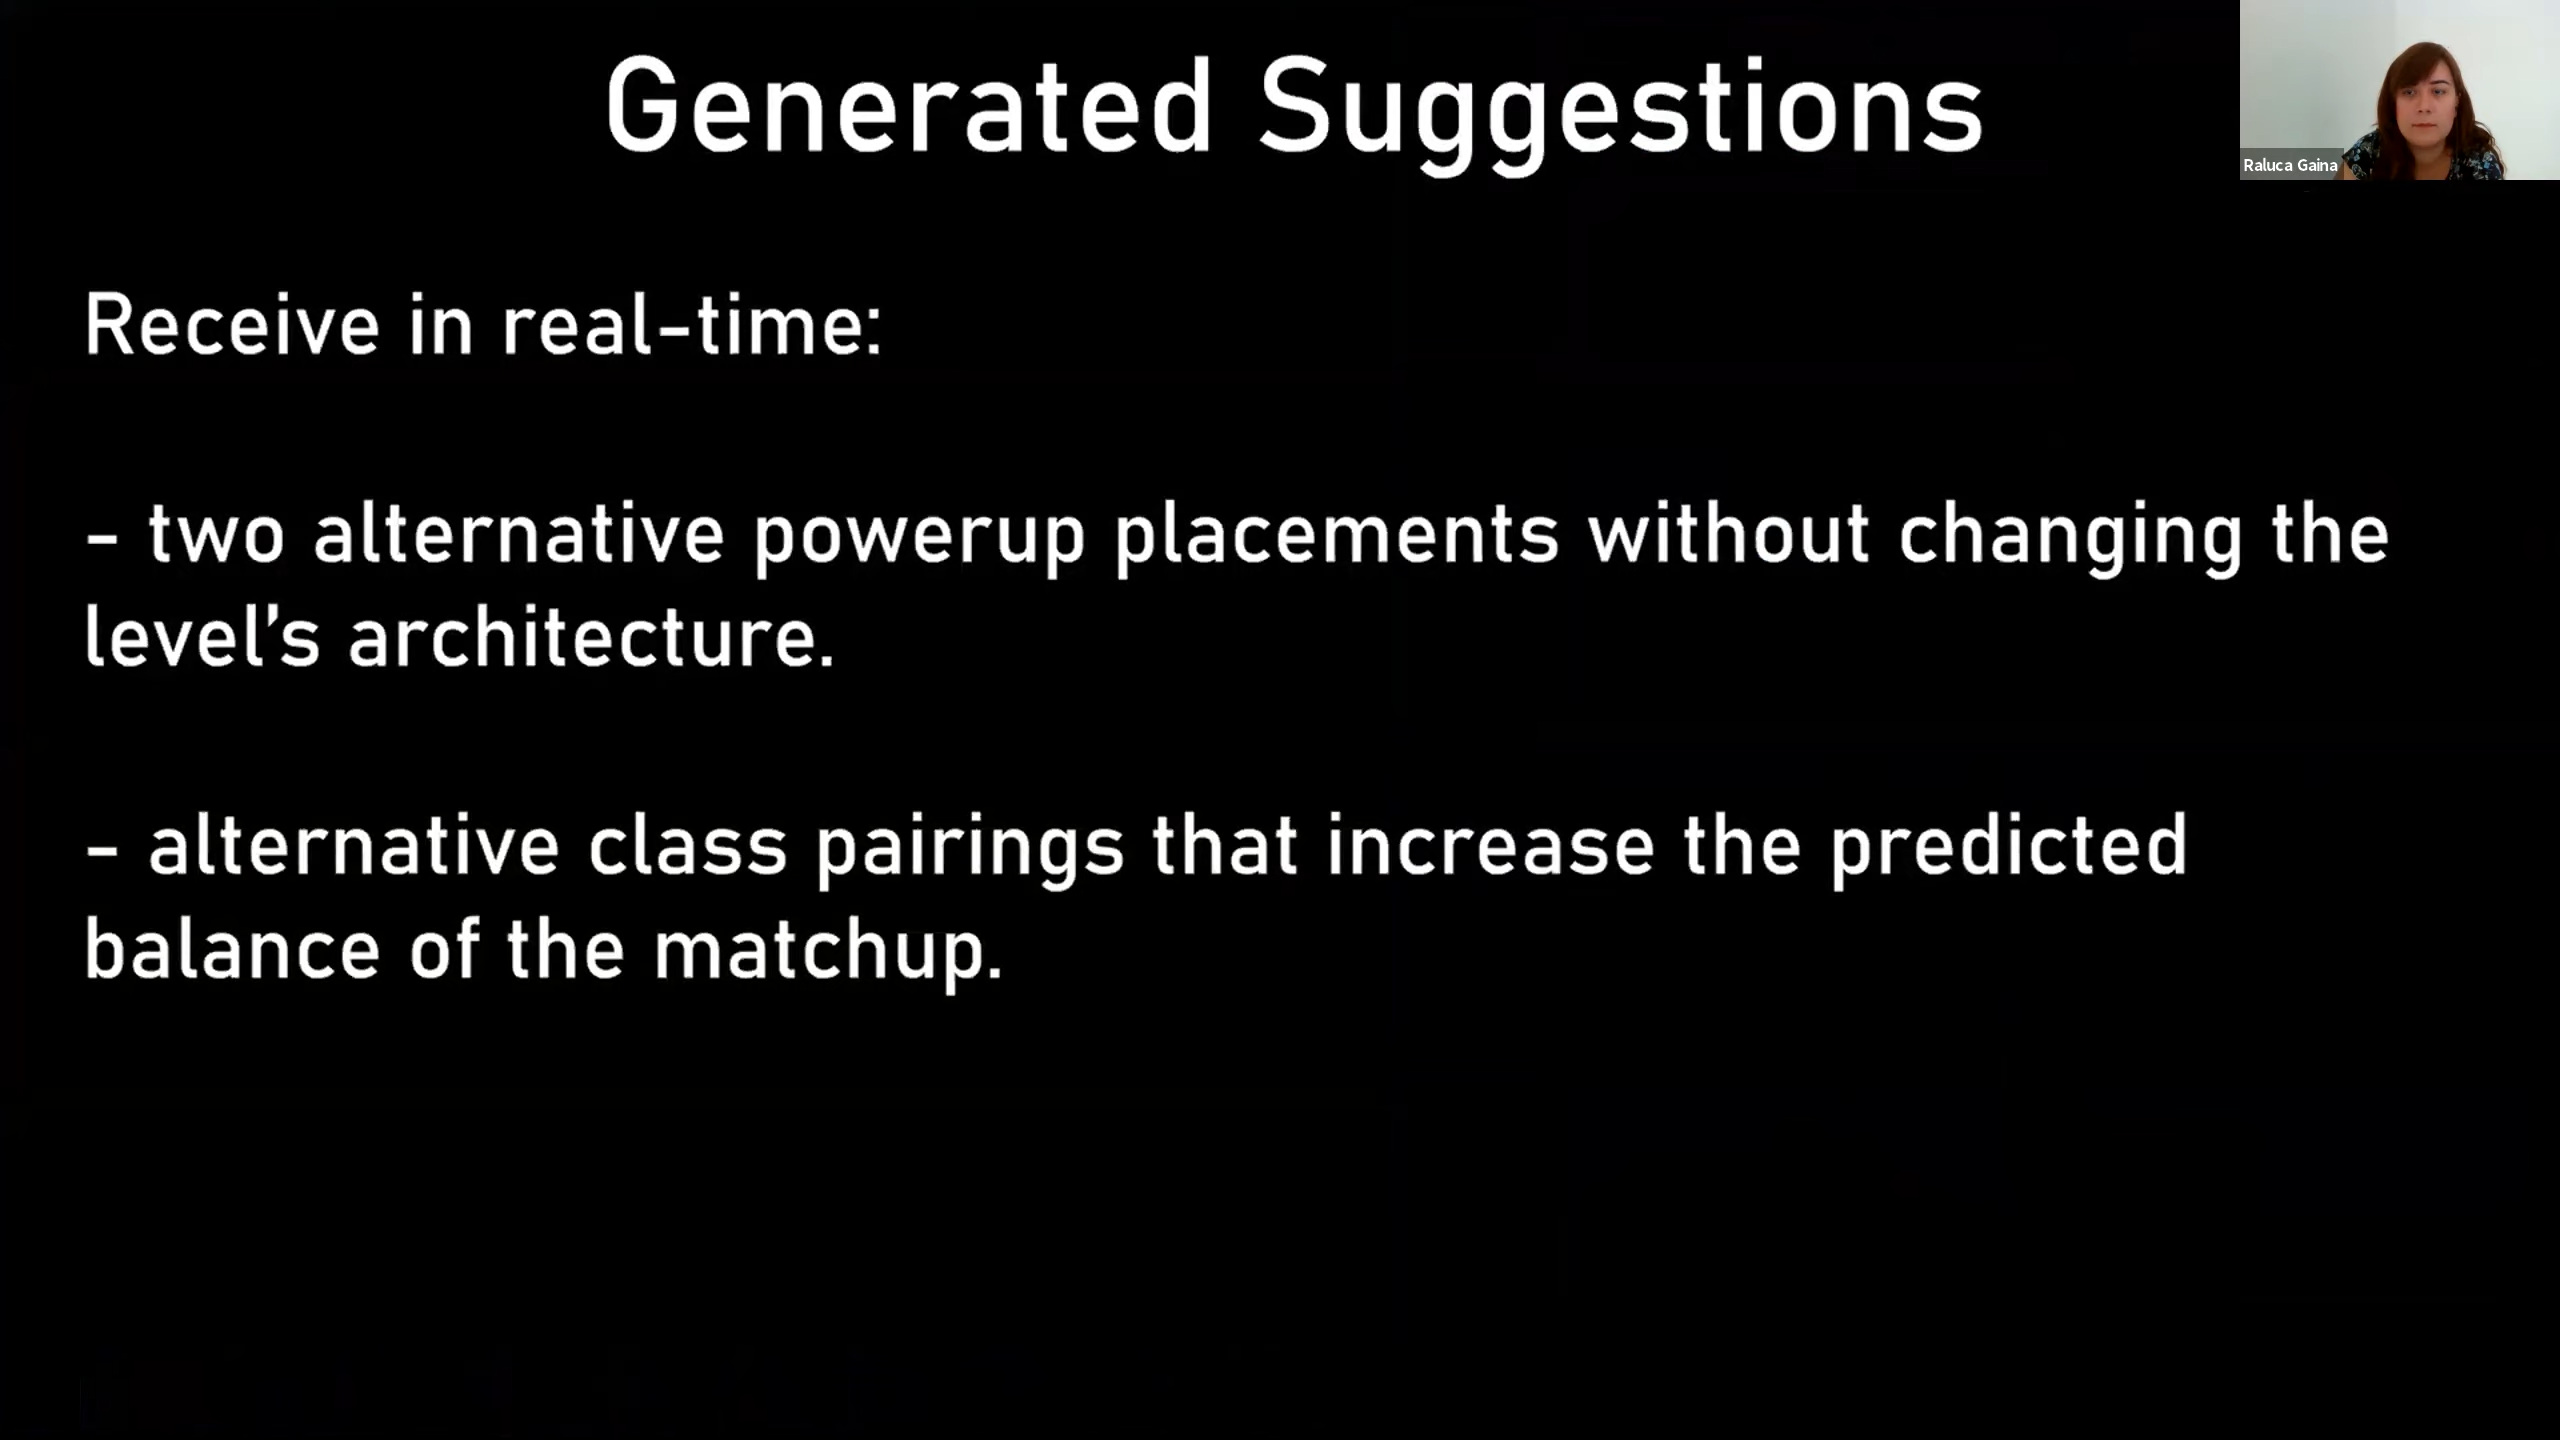 Generated Suggestions
Raluca Gaina
Receive in real-time:
- two alternative powerup placements without changing the
level’s architecture.
- alternative class pairings that increase the predicted
balance of the matchup.